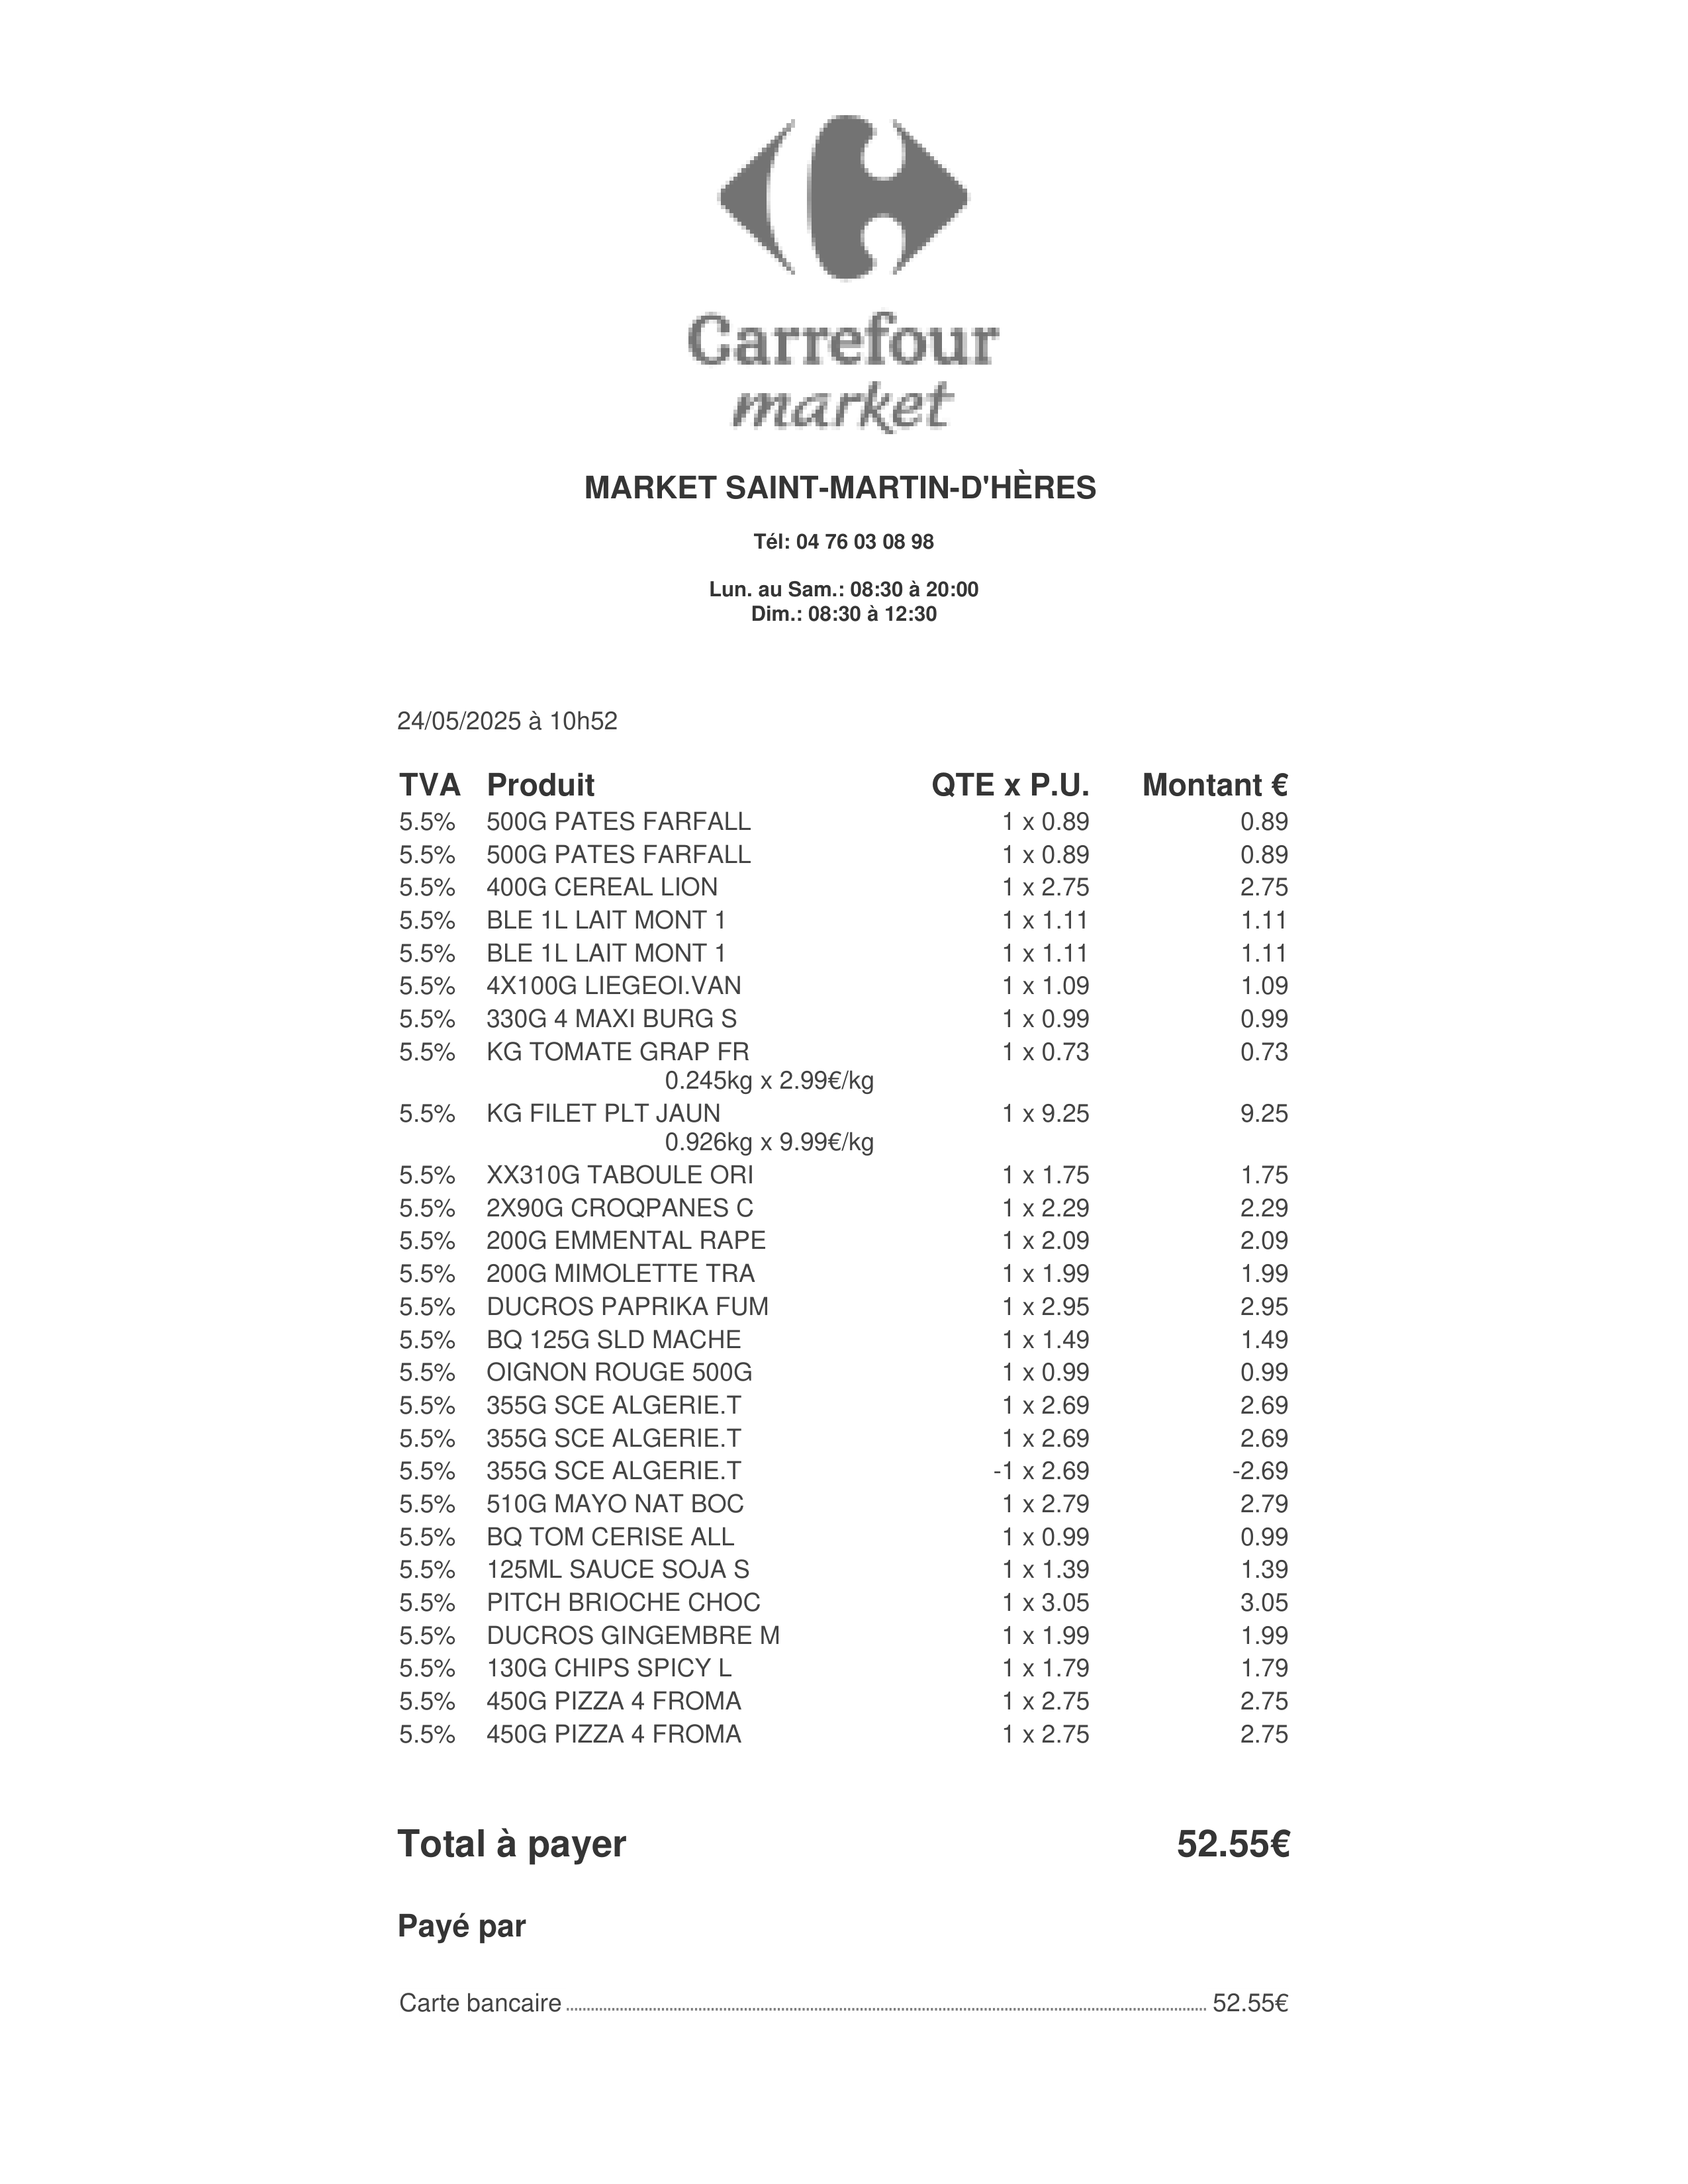 Carrefour
market
MARKET SAINT-MARTIN-D'HÈRES
Tél: 04 76 03 08 98
Lun. au Sam.: 08:30 à 20:00
Dim.: 08:30 à 12:30
24/05/2025 à 10h52
TVA Produit QTE x P.U. Montant €
5.5% 500G PATES FARFALL 1 x 0.89 0.89
5.5% 500G PATES FARFALL 1 x 0.89 0.89
5.5% 400G CEREAL LION 1 x 2.75 2.75
5.5% BLE 1L LAIT MONT 1 1 x 1.11 1.11
5.5% BLE 1L LAIT MONT 1 1 x 1.11 1.11
5.5% 4X100G LIEGEOI.VAN 1 x 1.09 1.09
5.5% 330G 4 MAXI BURG S 1 x 0.99 0.99
5.5% KG TOMATE GRAP FR 1 x 0.73 0.73
0.245kg x 2.99€/kg
5.5% KG FILET PLT JAUN 1 x 9.25 9.25
0.926kg x 9.99€/kg
5.5% XX310G TABOULE ORI 1 x 1.75 1.75
5.5% 2X90G CROQPANES C 1 x 2.29 2.29
5.5% 200G EMMENTAL RAPE 1 x 2.09 2.09
5.5% 200G MIMOLETTE TRA 1 x 1.99 1.99
5.5% DUCROS PAPRIKA FUM 1 x 2.95 2.95
5.5% BQ 125G SLD MACHE 1 x 1.49 1.49
5.5% OIGNON ROUGE 500G 1 x 0.99 0.99
5.5% 355G SCE ALGERIE.T 1 x 2.69 2.69
5.5% 355G SCE ALGERIE.T 1 x 2.69 2.69
5.5% 355G SCE ALGERIE.T -1 x 2.69 -2.69
5.5% 510G MAYO NAT BOC 1 x 2.79 2.79
5.5% BQ TOM CERISE ALL 1 x 0.99 0.99
5.5% 125ML SAUCE SOJA S 1 x 1.39 1.39
5.5% PITCH BRIOCHE CHOC 1 x 3.05 3.05
5.5% DUCROS GINGEMBRE M 1 x 1.99 1.99
5.5% 130G CHIPS SPICY L 1 x 1.79 1.79
5.5% 450G PIZZA 4 FROMA 1 x 2.75 2.75
5.5% 450G PIZZA 4 FROMA 1 x 2.75 2.75
Total à payer 52.55€
Payé par
Carte bancaire 52.55€